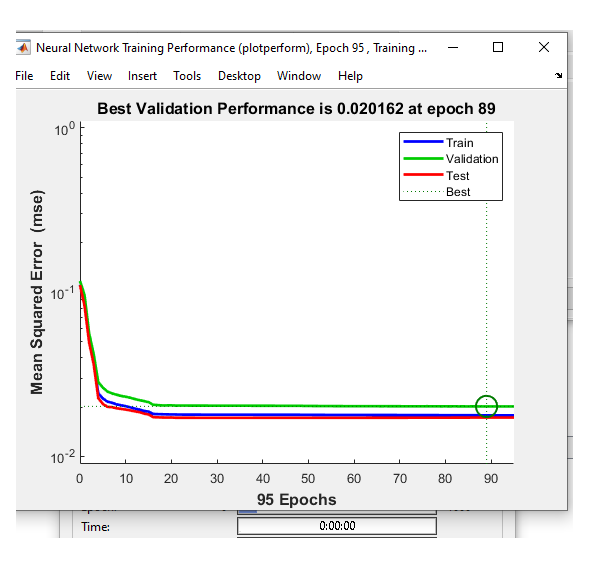 Neural Network Training Performance (plotperform), Epoch 95 , Training ...
File Edit View Insert Tools Desktop Window Help
Best Validation Performance is 0.020162 at epoch 89
10^0
10^-1
10^-2
Mean Squared Error (mse)
Train
Validation
Test
Best
0 10 20 30 40 50 60 70 80 90
95 Epochs
Time: 0:00:00